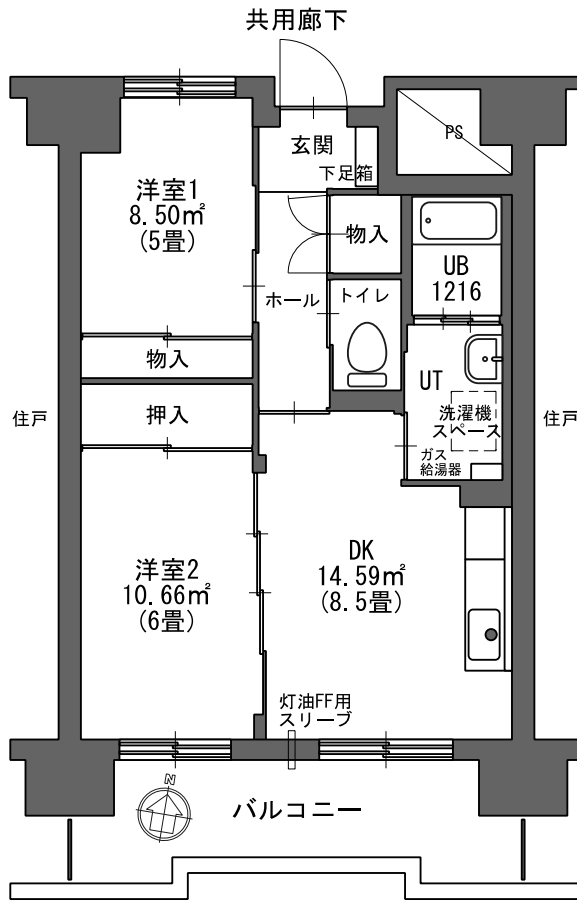 共用廊下
玄関
下足箱
PS
洋室1
8.50㎡
(5畳)
物入
UB
1216
ホール
トイレ
物入
UT
押入
洗濯機
スペース
住戸
住戸
ガス
給湯器
DK
14.59㎡
(8.5畳)
洋室2
10.66㎡
(6畳)
灯油FF用
スリーブ
N
バルコニー